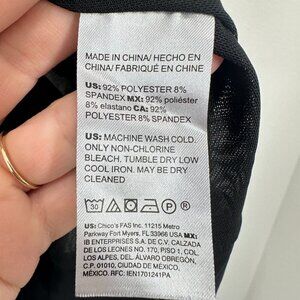 MADE IN CHINA/ HECHO EN
CHINA/ FABRIQUÉ EN CHINE
US: 92% POLYESTER 8%
SPANDEX MX: 92% poliéster
8% elastano CA: 92%
POLYESTER 8% SPANDEX
US: MACHINE WASH COLD.
ONLY NON-CHLORINE
BLEACH. TUMBLE DRY LOW
COOL IRON. MAY BE DRY
CLEANED
30 P ®
US: Chico's FAS Inc. 11215 Metro
Parkway Fort Myers, FL 33966 USA MX:
IB ENTERPRISES S.A. DE C.V. CALZADA
DE LOS LEONES NO. 170, PISO 1, COL
LOS ALPES, DEL. ÁLVARO OBREGÓN,
C.P. 01010, CIUDAD DE MÉXICO,
MÉXICO. RFC: IEN1701241PA